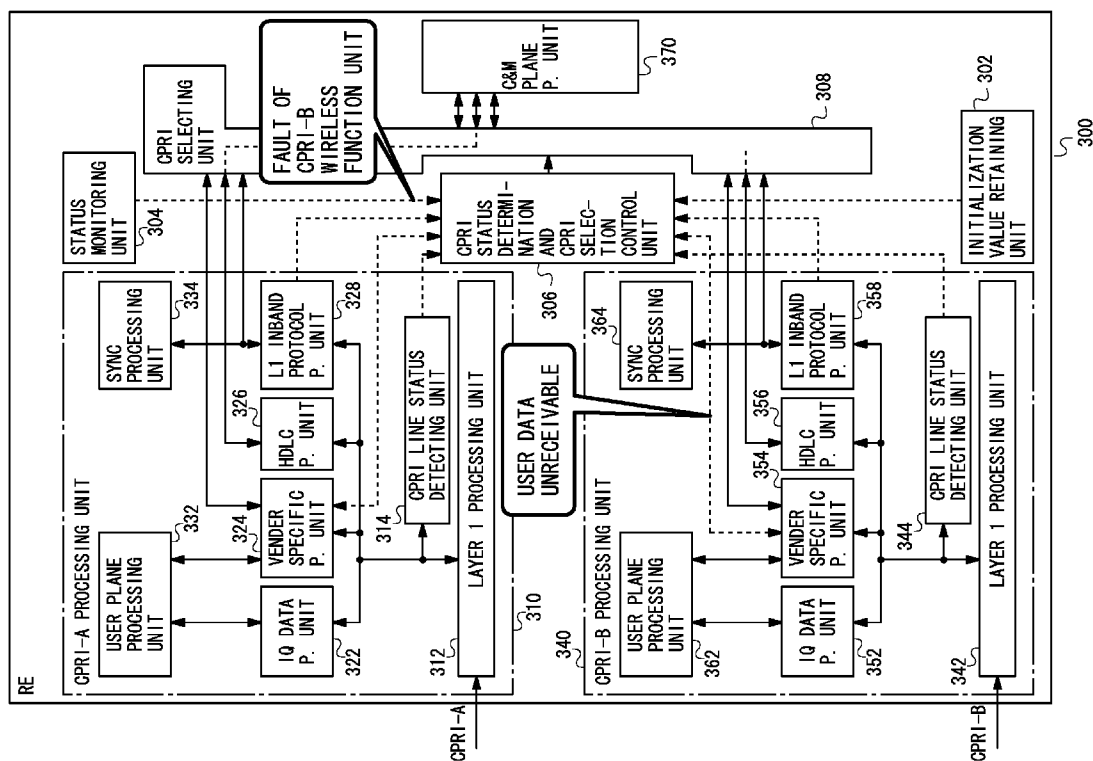 RE
CPRI-A PROCESSING UNIT
USER PLANE
PROCESSING
UNIT
332
SYNC
PROCESSING
UNIT
334
STATUS
MONITORING
UNIT
304
CPRI
SELECTING
UNIT
FAULT OF
CPRI-B
WIRELESS
FUNCTION UNIT
IQ DATA
P. UNIT
322
VENDER
SPECIFIC
P. UNIT
324
HDLC
P. UNIT
326
L1 INBAND
PROTOCOL
P. UNIT
328
CPRI LINE STATUS
DETECTING UNIT
314
LAYER 1 PROCESSING UNIT
312
310
CPRI-A
CPRI
STATUS
DETERMI-
NATION
AND
CPRI
SELEC-
TION
CONTROL
UNIT
306
C&M
PLANE
P. UNIT
370
308
USER DATA
UNRECEIVABLE
CPRI-B PROCESSING UNIT
340
USER PLANE
PROCESSING
UNIT
362
SYNC
PROCESSING
UNIT
364
IQ DATA
P. UNIT
352
VENDER
SPECIFIC
P. UNIT
354
HDLC
P. UNIT
356
L1 INBAND
PROTOCOL
P. UNIT
358
CPRI LINE STATUS
DETECTING UNIT
344
LAYER 1 PROCESSING UNIT
342
CPRI-B
INITIALIZATION
VALUE RETAINING
UNIT
302
300